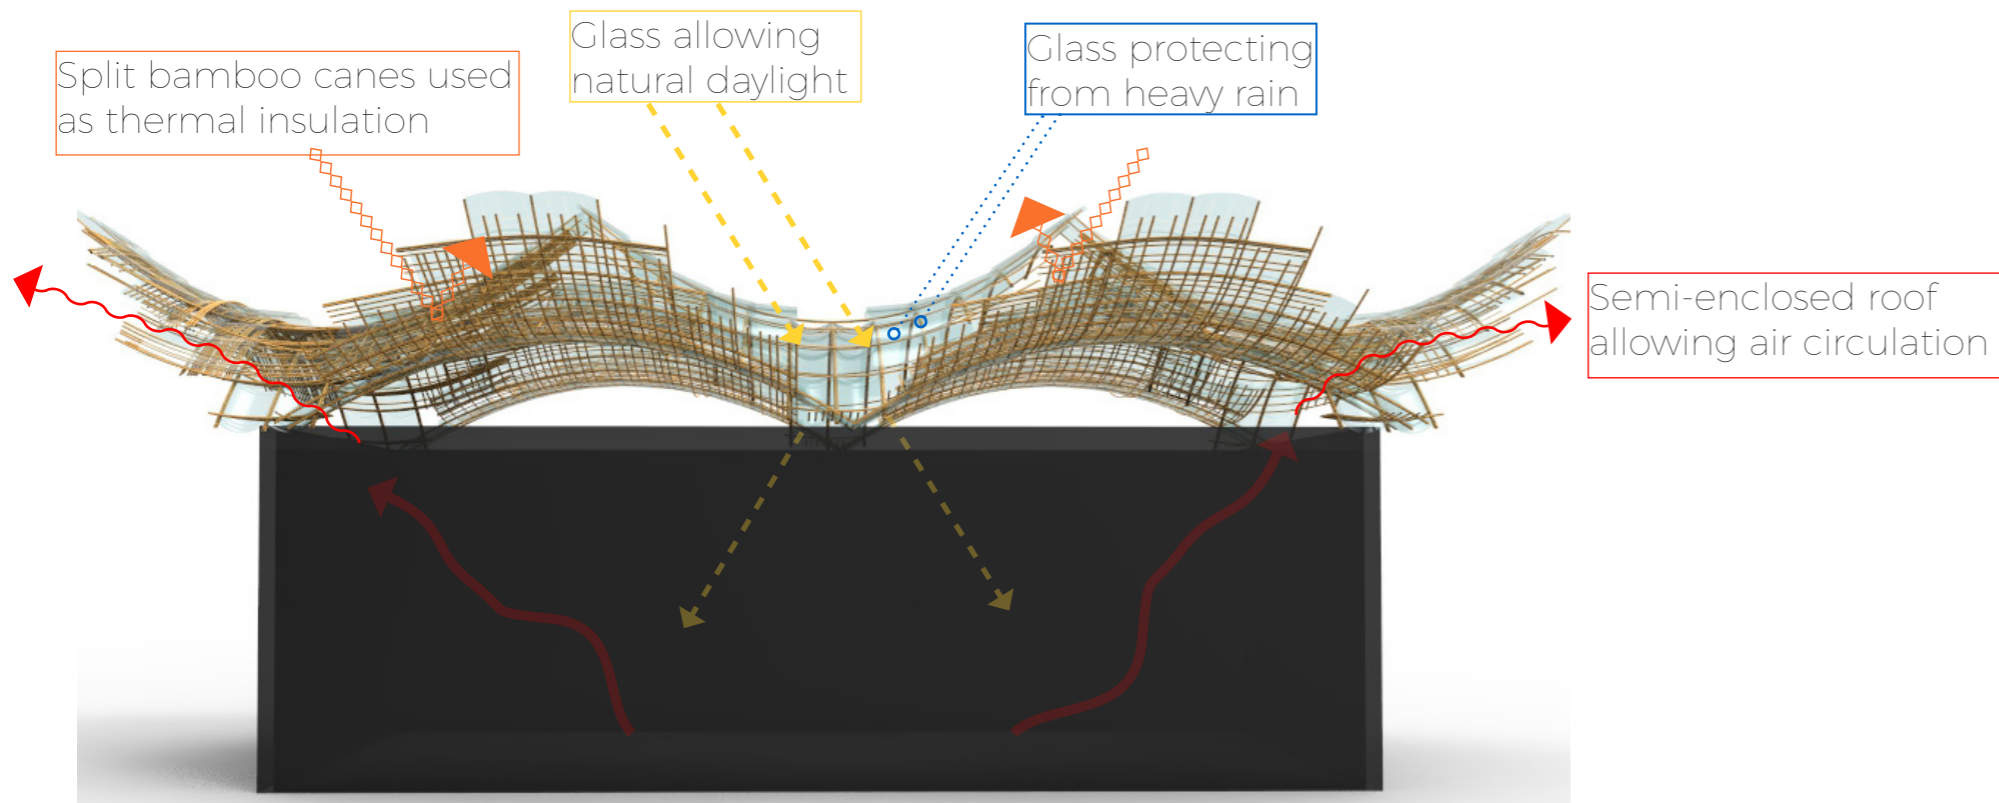 Split bamboo canes used
as thermal insulation
Glass allowing
natural daylight
Glass protecting
from heavy rain
Semi-enclosed roof
allowing air circulation